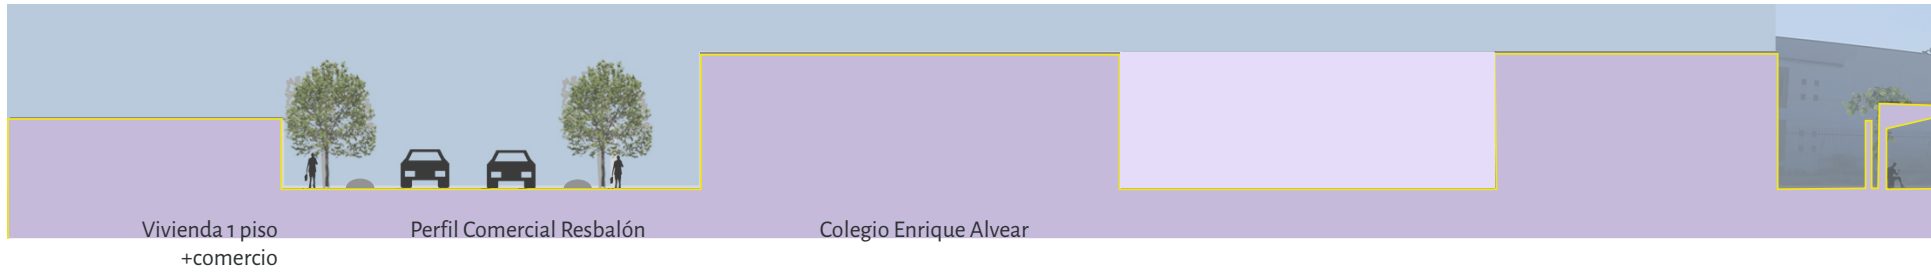 Vivienda 1 piso
+comercio
Perfil Comercial Resbalón
Colegio Enrique Alvear